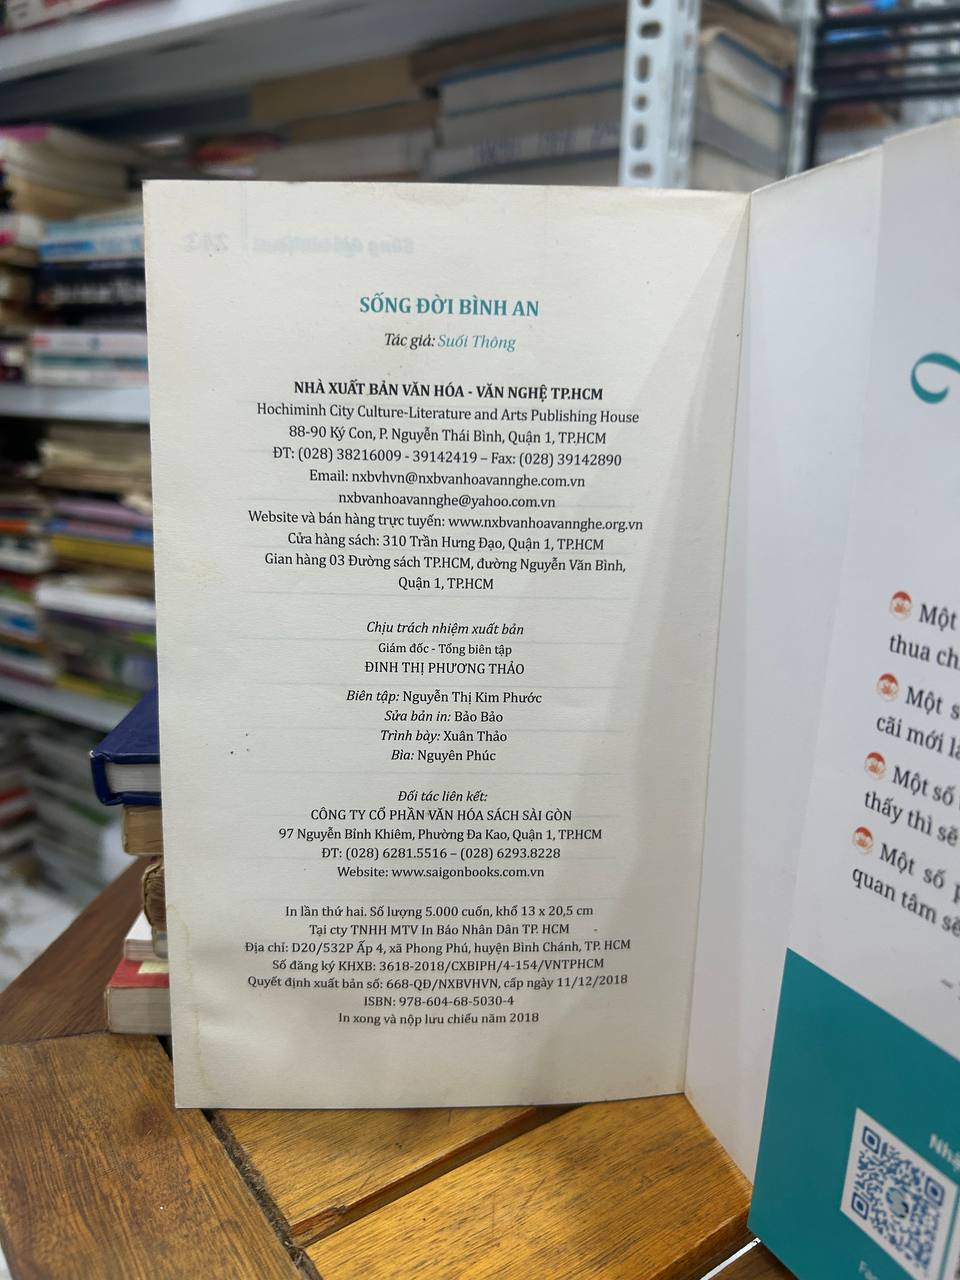 SỐNG ĐỜI BÌNH AN
Tác giả: Suối Thông
NHÀ XUẤT BẢN VĂN HÓA - VĂN NGHỆ TP.HCM
Hochiminh City Culture-Literature and Arts Publishing House
88-90 Ký Con, P. Nguyễn Thái Bình, Quận 1, TP.HCM
ĐT: (028) 38216009 - 39142419 – Fax: (028) 39142890
Email: nxbvhvn@nxbvanhoavannghe.com.vn
nxbvanhoavannghe@yahoo.com.vn
Website và bán hàng trực tuyến: www.nxbvanhoavannghe.org.vn
Cửa hàng sách: 310 Trần Hưng Đạo, Quận 1, TP.HCM
Gian hàng 03 Đường sách TP.HCM, đường Nguyễn Văn Bình,
Quận 1, TP.HCM
Chịu trách nhiệm xuất bản
Giám đốc - Tổng biên tập
ĐINH THỊ PHƯƠNG THẢO
Biên tập: Nguyễn Thị Kim Phước
Sửa bản in: Bảo Bảo
Trình bày: Xuân Thảo
Bìa: Nguyên Phúc
Đối tác liên kết:
CÔNG TY CỔ PHẦN VĂN HÓA SÁCH SÀI GÒN
97 Nguyễn Bỉnh Khiêm, Phường Đa Kao, Quận 1, TP.HCM
ĐT: (028) 6281.5516 – (028) 6293.8228
Website: www.saigonbooks.com.vn
In lần thứ hai. Số lượng 5.000 cuốn, khổ 13 x 20,5 cm
Tại cty TNHH MTV In Báo Nhân Dân TP. HCM
Địa chỉ: D20/532P Ấp 4, xã Phong Phú, huyện Bình Chánh, TP. HCM
Số đăng ký KHXB: 3618-2018/CXBIPH/4-154/VNTPHCM
Quyết định xuất bản số: 668-QĐ/NXBVHVN, cấp ngày 11/12/2018
ISBN: 978-604-68-5030-4
In xong và nộp lưu chiểu năm 2018
Một
thua
Một
cãi mới
Một số
thấy thì sẽ
Một số
quan tâm